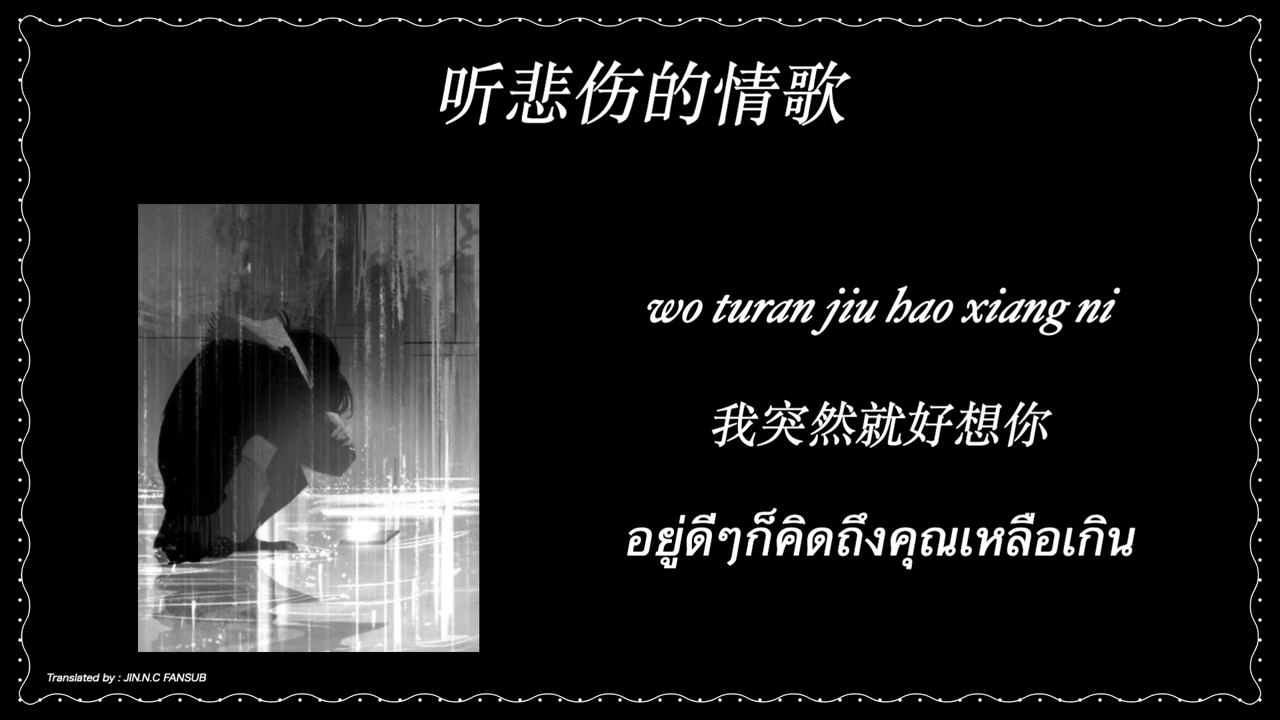 听悲伤的情歌
wo turan jiu hao xiang ni
我突然就好想你
อยู่ดีๆก็คิดถึงคุณเหลือเกิน
Translated by : JIN.N.C FANSUB